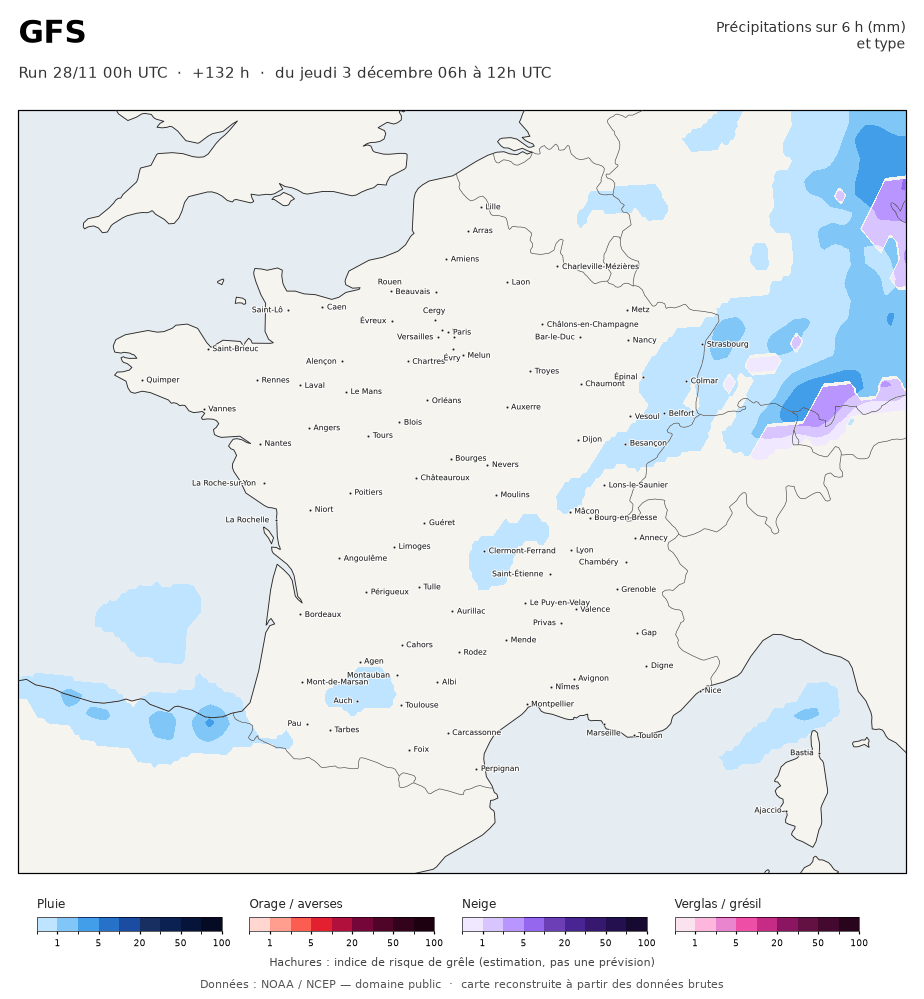 GFS
Précipitations sur 6 h (mm)
et type
Run 28/11 00h UTC · +132 h · du jeudi 3 décembre 06h à 12h UTC
Lille
Arras
Amiens
Charleville-Mézières
Rouen
Beauvais
Laon
Saint-Lô
Caen
Cergy
Metz
Évreux
Châlons-en-Champagne
Versailles
Paris
Bar-le-Duc
Nancy
Strasbourg
Saint-Brieuc
Évry
Melun
Alençon
Chartres
Troyes
Épinal
Quimper
Rennes
Laval
Chaumont
Colmar
Le Mans
Orléans
Auxerre
Vannes
Vesoul
Belfort
Blois
Angers
Tours
Dijon
Besançon
Nantes
Bourges
Nevers
La Roche-sur-Yon
Châteauroux
Lons-le-Saunier
Poitiers
Moulins
Niort
Mâcon
La Rochelle
Guéret
Bourg-en-Bresse
Annecy
Limoges
Clermont-Ferrand
Lyon
Angoulême
Chambéry
Saint-Étienne
Périgueux
Tulle
Grenoble
Bordeaux
Aurillac
Le Puy-en-Velay
Valence
Privas
Gap
Cahors
Mende
Rodez
Agen
Digne
Montauban
Mont-de-Marsan
Albi
Avignon
Nîmes
Nice
Auch
Toulouse
Montpellier
Pau
Tarbes
Carcassonne
Marseille
Toulon
Foix
Bastia
Perpignan
Ajaccio
Pluie
Orage / averses
Neige
Verglas / grésil
1 5 20 50 100
1 5 20 50 100
1 5 20 50 100
1 5 20 50 100
Hachures : indice de risque de grêle (estimation, pas une prévision)
Données : NOAA / NCEP — domaine public · carte reconstruite à partir des données brutes